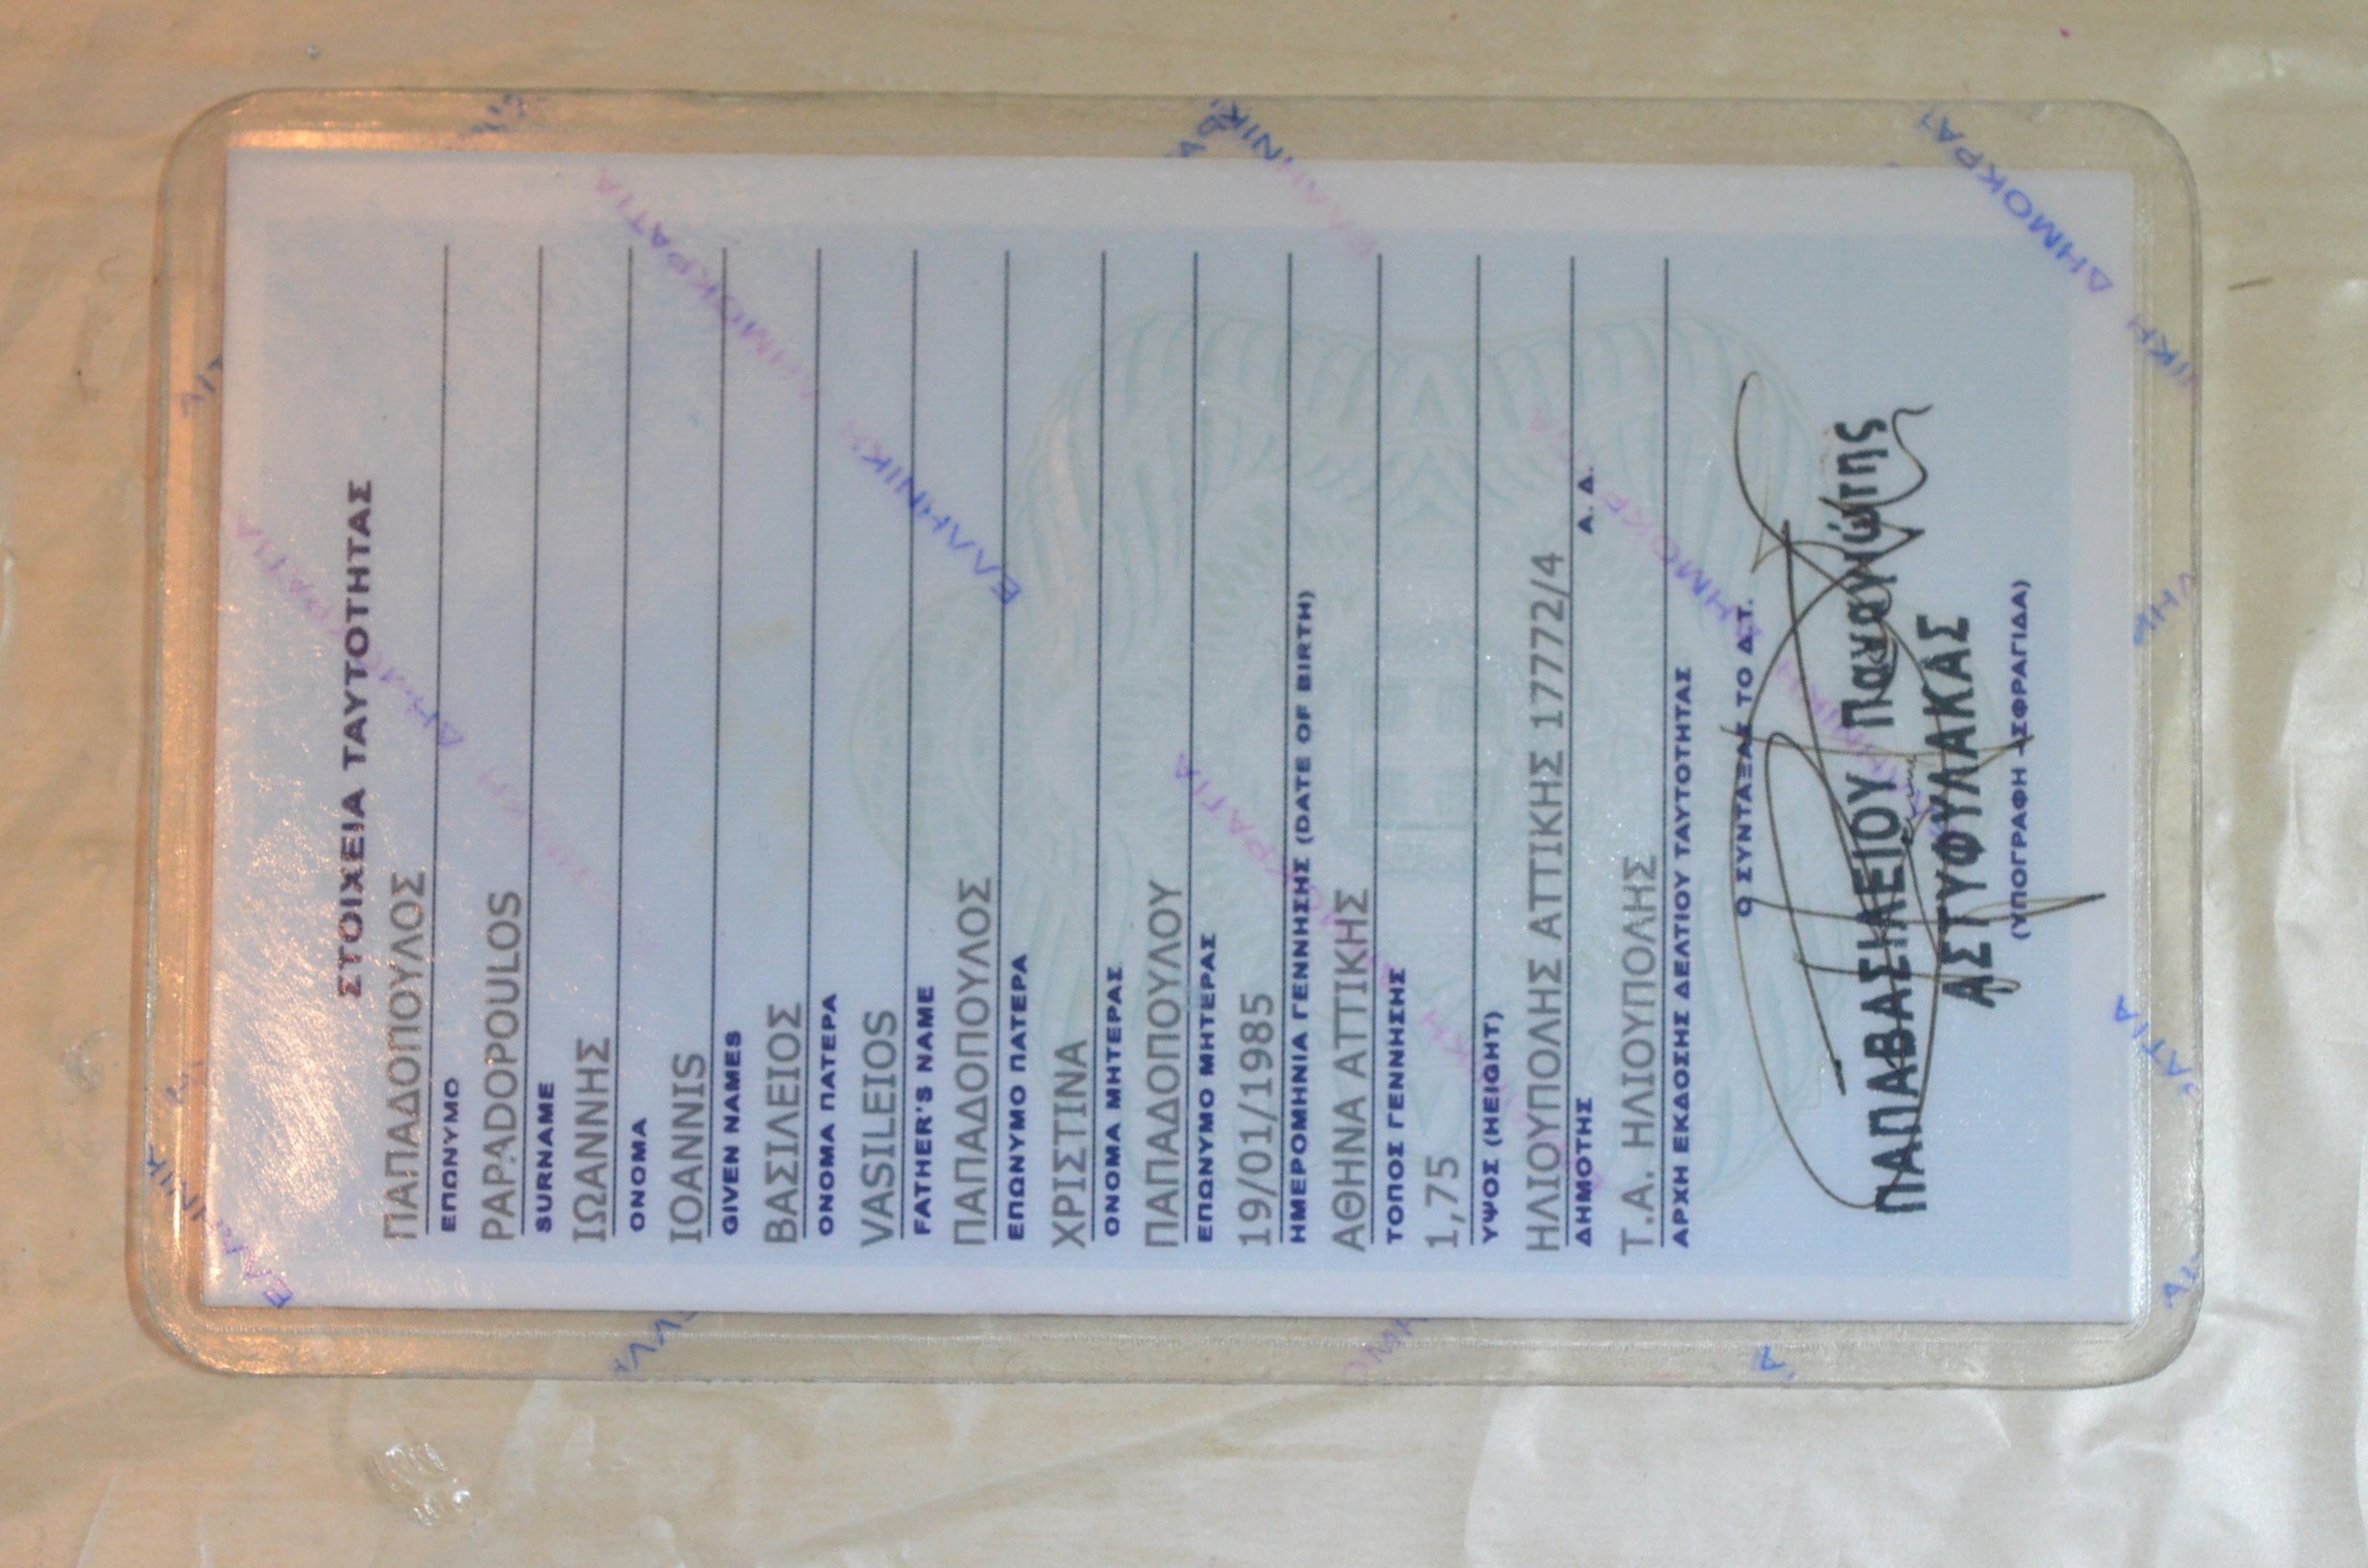 ΣΤΟΙΧΕΙΑ ΤΑΥΤΟΤΗΤΑΣ
ΠΑΠΑΔΟΠΟΥΛΟΣ
ΕΠΩΝΥΜΟ
PAPADOPOULOS
SURNAME
ΙΩΑΝΝΗΣ
ΟΝΟΜΑ
IOANNIS
GIVEN NAMES
ΒΑΣΙΛΕΙΟΣ
ΟΝΟΜΑ ΠΑΤΕΡΑ
VASILEIOS
FATHER'S NAME
ΠΑΠΑΔΟΠΟΥΛΟΣ
ΕΠΩΝΥΜΟ ΠΑΤΕΡΑ
ΧΡΙΣΤΙΝΑ
ΟΝΟΜΑ ΜΗΤΕΡΑΣ
ΠΑΠΑΔΟΠΟΥΛΟΥ
ΕΠΩΝΥΜΟ ΜΗΤΕΡΑΣ
19/01/1985
ΗΜΕΡΟΜΗΝΙΑ ΓΕΝΝΗΣΗΣ (DATE OF BIRTH)
ΑΘΗΝΑ ΑΤΤΙΚΗΣ
ΤΟΠΟΣ ΓΕΝΝΗΣΗΣ
1,75
ΥΨΟΣ (HEIGHT)
ΗΛΙΟΥΠΟΛΗΣ ΑΤΤΙΚΗΣ 17772/4
ΔΗΜΟΤΗΣ Α. Δ.
Τ.Α. ΗΛΙΟΥΠΟΛΗΣ
ΑΡΧΗ ΕΚΔΟΣΗΣ ΔΕΛΤΙΟΥ ΤΑΥΤΟΤΗΤΑΣ
Ο ΣΥΝΤΑΞΑΣ ΤΟ Δ.Τ.
ΠΑΠΑΒΑΣΙΛΕΙΟΥ Παναγιώτης
ΑΣΤΥΦΥΛΑΚΑΣ
(ΥΠΟΓΡΑΦΗ -ΣΦΡΑΓΙΔΑ)
ΕΛΛΗΝΙΚΗ ΔΗΜΟΚΡΑΤΙΑ